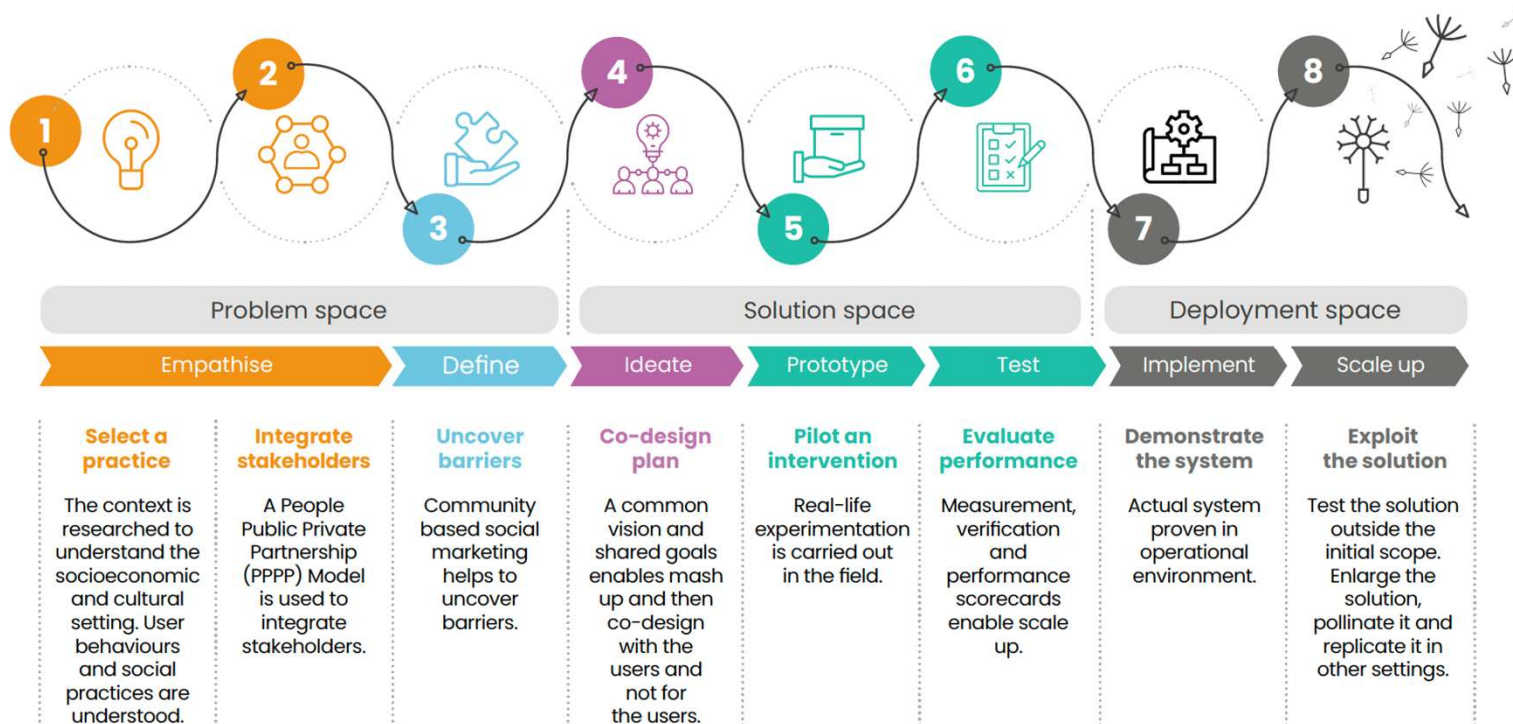 1
2
3
4
5
6
7
8
Problem space
Solution space
Deployment space
Empathise
Define
Ideate
Prototype
Test
Implement
Scale up
Select a
practice
The context is
researched to
understand the
socioeconomic
and cultural
setting. User
behaviours
and social
practices are
understood.
Integrate
stakeholders
A People
Public Private
Partnership
(PPPP) Model
is used to
integrate
stakeholders.
Uncover
barriers
Community
based social
marketing
helps to
uncover
barriers.
Co-design
plan
A common
vision and
shared goals
enables mash
up and then
co-design
with the
users and
not for
the users.
Pilot an
intervention
Real-life
experimentation
is carried out
in the field.
Evaluate
performance
Measurement,
verification
and
performance
scorecards
enable scale
up.
Demonstrate
the system
Actual system
proven in
operational
environment.
Exploit
the solution
Test the solution
outside the
initial scope.
Enlarge the
solution,
pollinate it and
replicate it in
other settings.